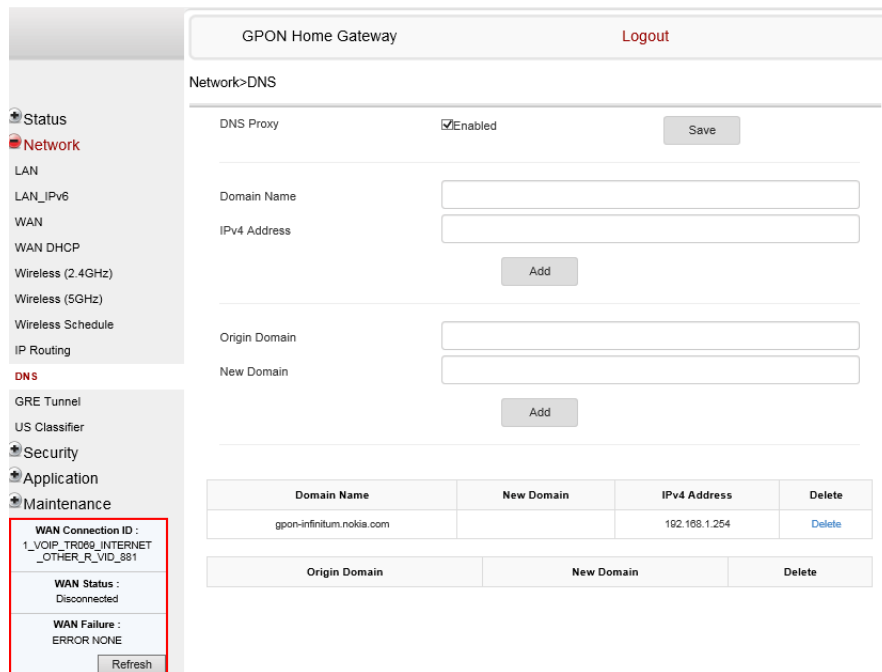 GPON Home Gateway
Logout
Network>DNS
Status
Network
LAN
LAN_IPv6
WAN
WAN DHCP
Wireless (2.4GHz)
Wireless (5GHz)
Wireless Schedule
IP Routing
DNS
GRE Tunnel
US Classifier
Security
Application
Maintenance
WAN Connection ID :
1_VOIP_TR069_INTERNET
_OTHER_R_VID_881
WAN Status :
Disconnected
WAN Failure :
ERROR NONE
Refresh
DNS Proxy
Enabled
Save
Domain Name
IPv4 Address
Add
Origin Domain
New Domain
Add
Domain Name New Domain IPv4 Address Delete
gpon-infinitum.nokia.com 192.168.1.254 Delete
Origin Domain New Domain Delete